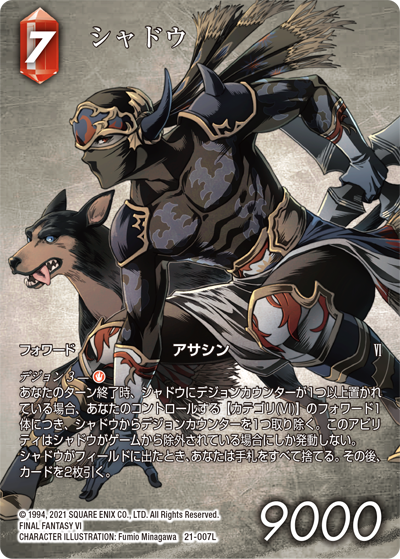 7 シャドウ
フォワード アサシン VI
デジョン 3 ―
あなたのターン終了時、シャドウにデジョンカウンターが1つ以上置かれ
ている場合、あなたのコントロールする【カテゴリ(VI)】のフォワード1
体につき、シャドウからデジョンカウンターを1つ取り除く。このアビリ
ティはシャドウがゲームから除外されている場合にしか発動しない。
シャドウがフィールドに出たとき、あなたは手札をすべて捨てる。その後、
カードを2枚引く。
© 1994, 2021 SQUARE ENIX CO., LTD. All Rights Reserved.
FINAL FANTASY VI
CHARACTER ILLUSTRATION: Fumio Minagawa 21-007L
9000